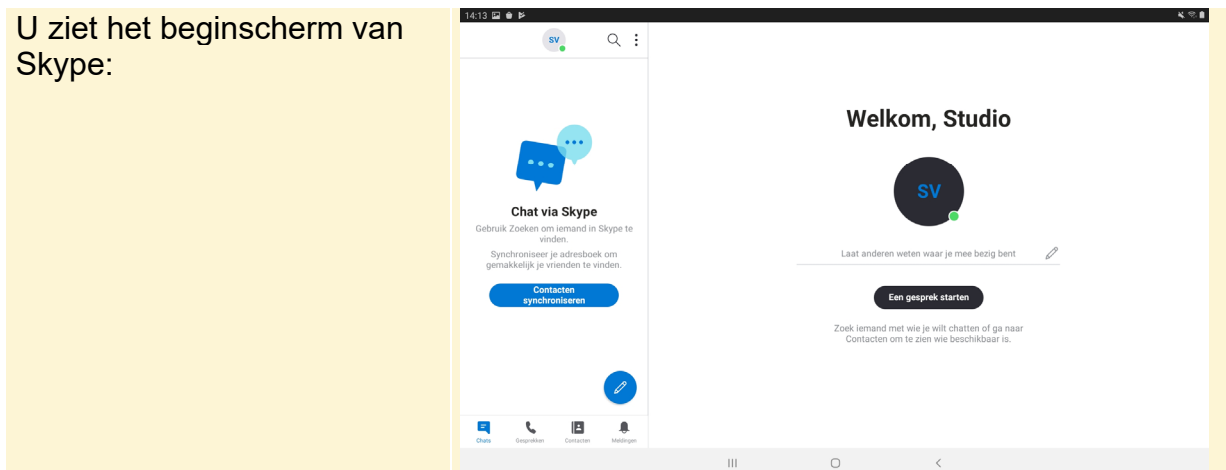 U ziet het beginscherm van
Skype:
14:13
SV
Chat via Skype
Gebruik Zoeken om iemand in Skype te
vinden.
Synchroniseer je adresboek om
gemakkelijk je vrienden te vinden.
Contacten
synchroniseren
Chats
Gesprekken
Contacten
Meldingen
Welkom, Studio
SV
Laat anderen weten waar je mee bezig bent
Een gesprek starten
Zoek iemand met wie je wilt chatten of ga naar
Contacten om te zien wie beschikbaar is.